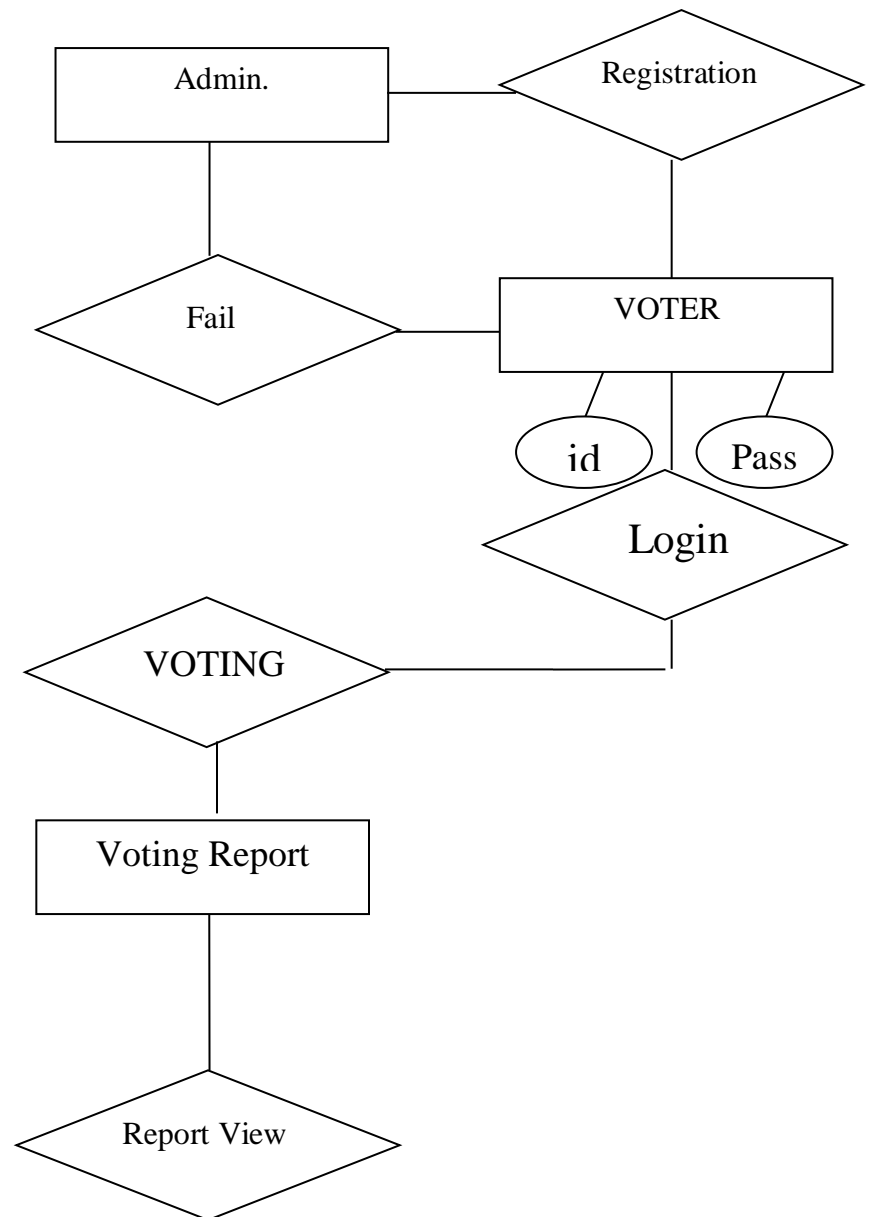 Admin.
Registration
Fail
VOTER
id
Pass
Login
VOTING
Voting Report
Report View